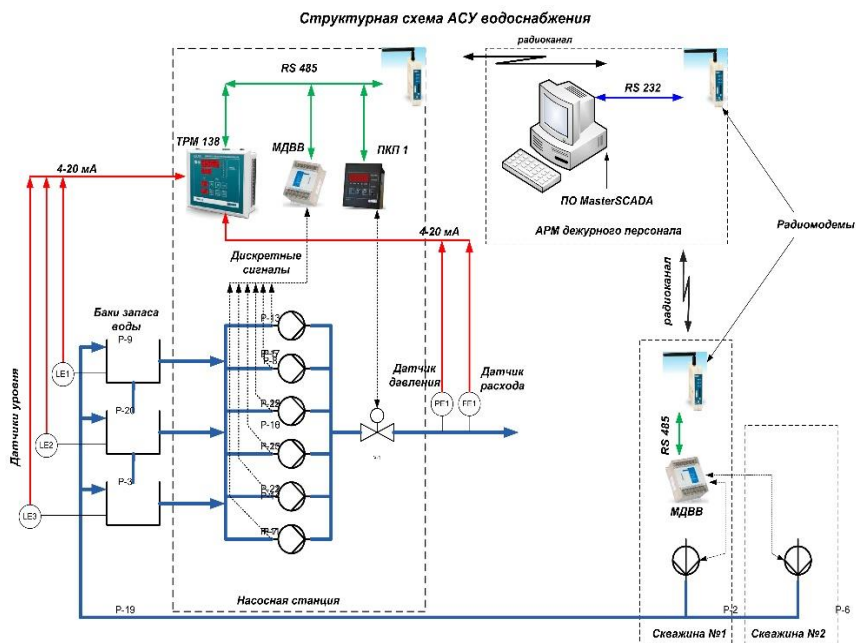 Структурная схема АСУ водоснабжения
радиоканал
RS 485
RS 232
ТРМ 138
МДВВ
ПКП 1
4-20 мА
ПО MasterSCADA
АРМ дежурного персонала
Радиомодемы
4-20 мА
Дискретные
сигналы
радиоканал
Баки запаса
воды
P-9
P-13
LE1
P-20
LE2
P-3
LE3
Датчики уровня
P-16
Датчик
давления
Датчик
расхода
PE1
FE1
RS 485
МДВВ
Насосная станция
P-19
P-2
P-6
Скважина №1
Скважина №2